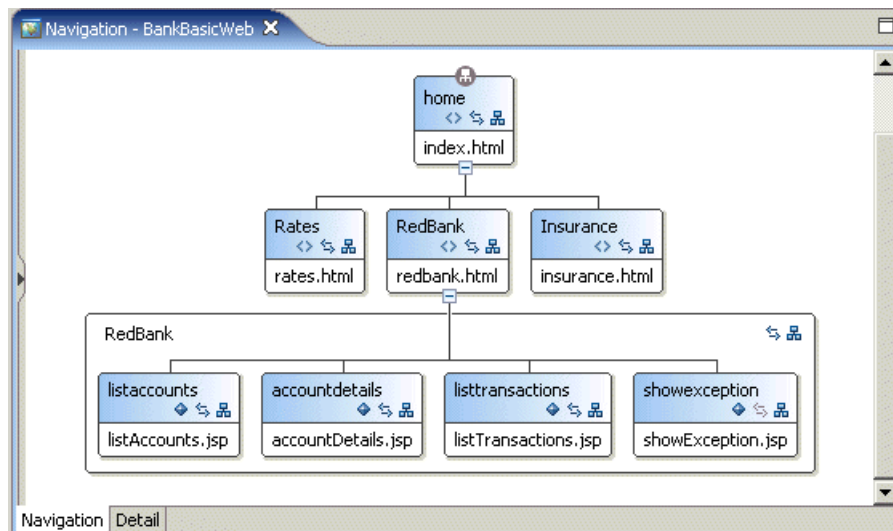 Navigation - BankBasicWeb
home
index.html
Rates RedBank Insurance
rates.html redbank.html insurance.html
RedBank
listaccounts accountdetails listtransactions showexception
listAccounts.jsp accountDetails.jsp listTransactions.jsp showException.jsp
Navigation Detail